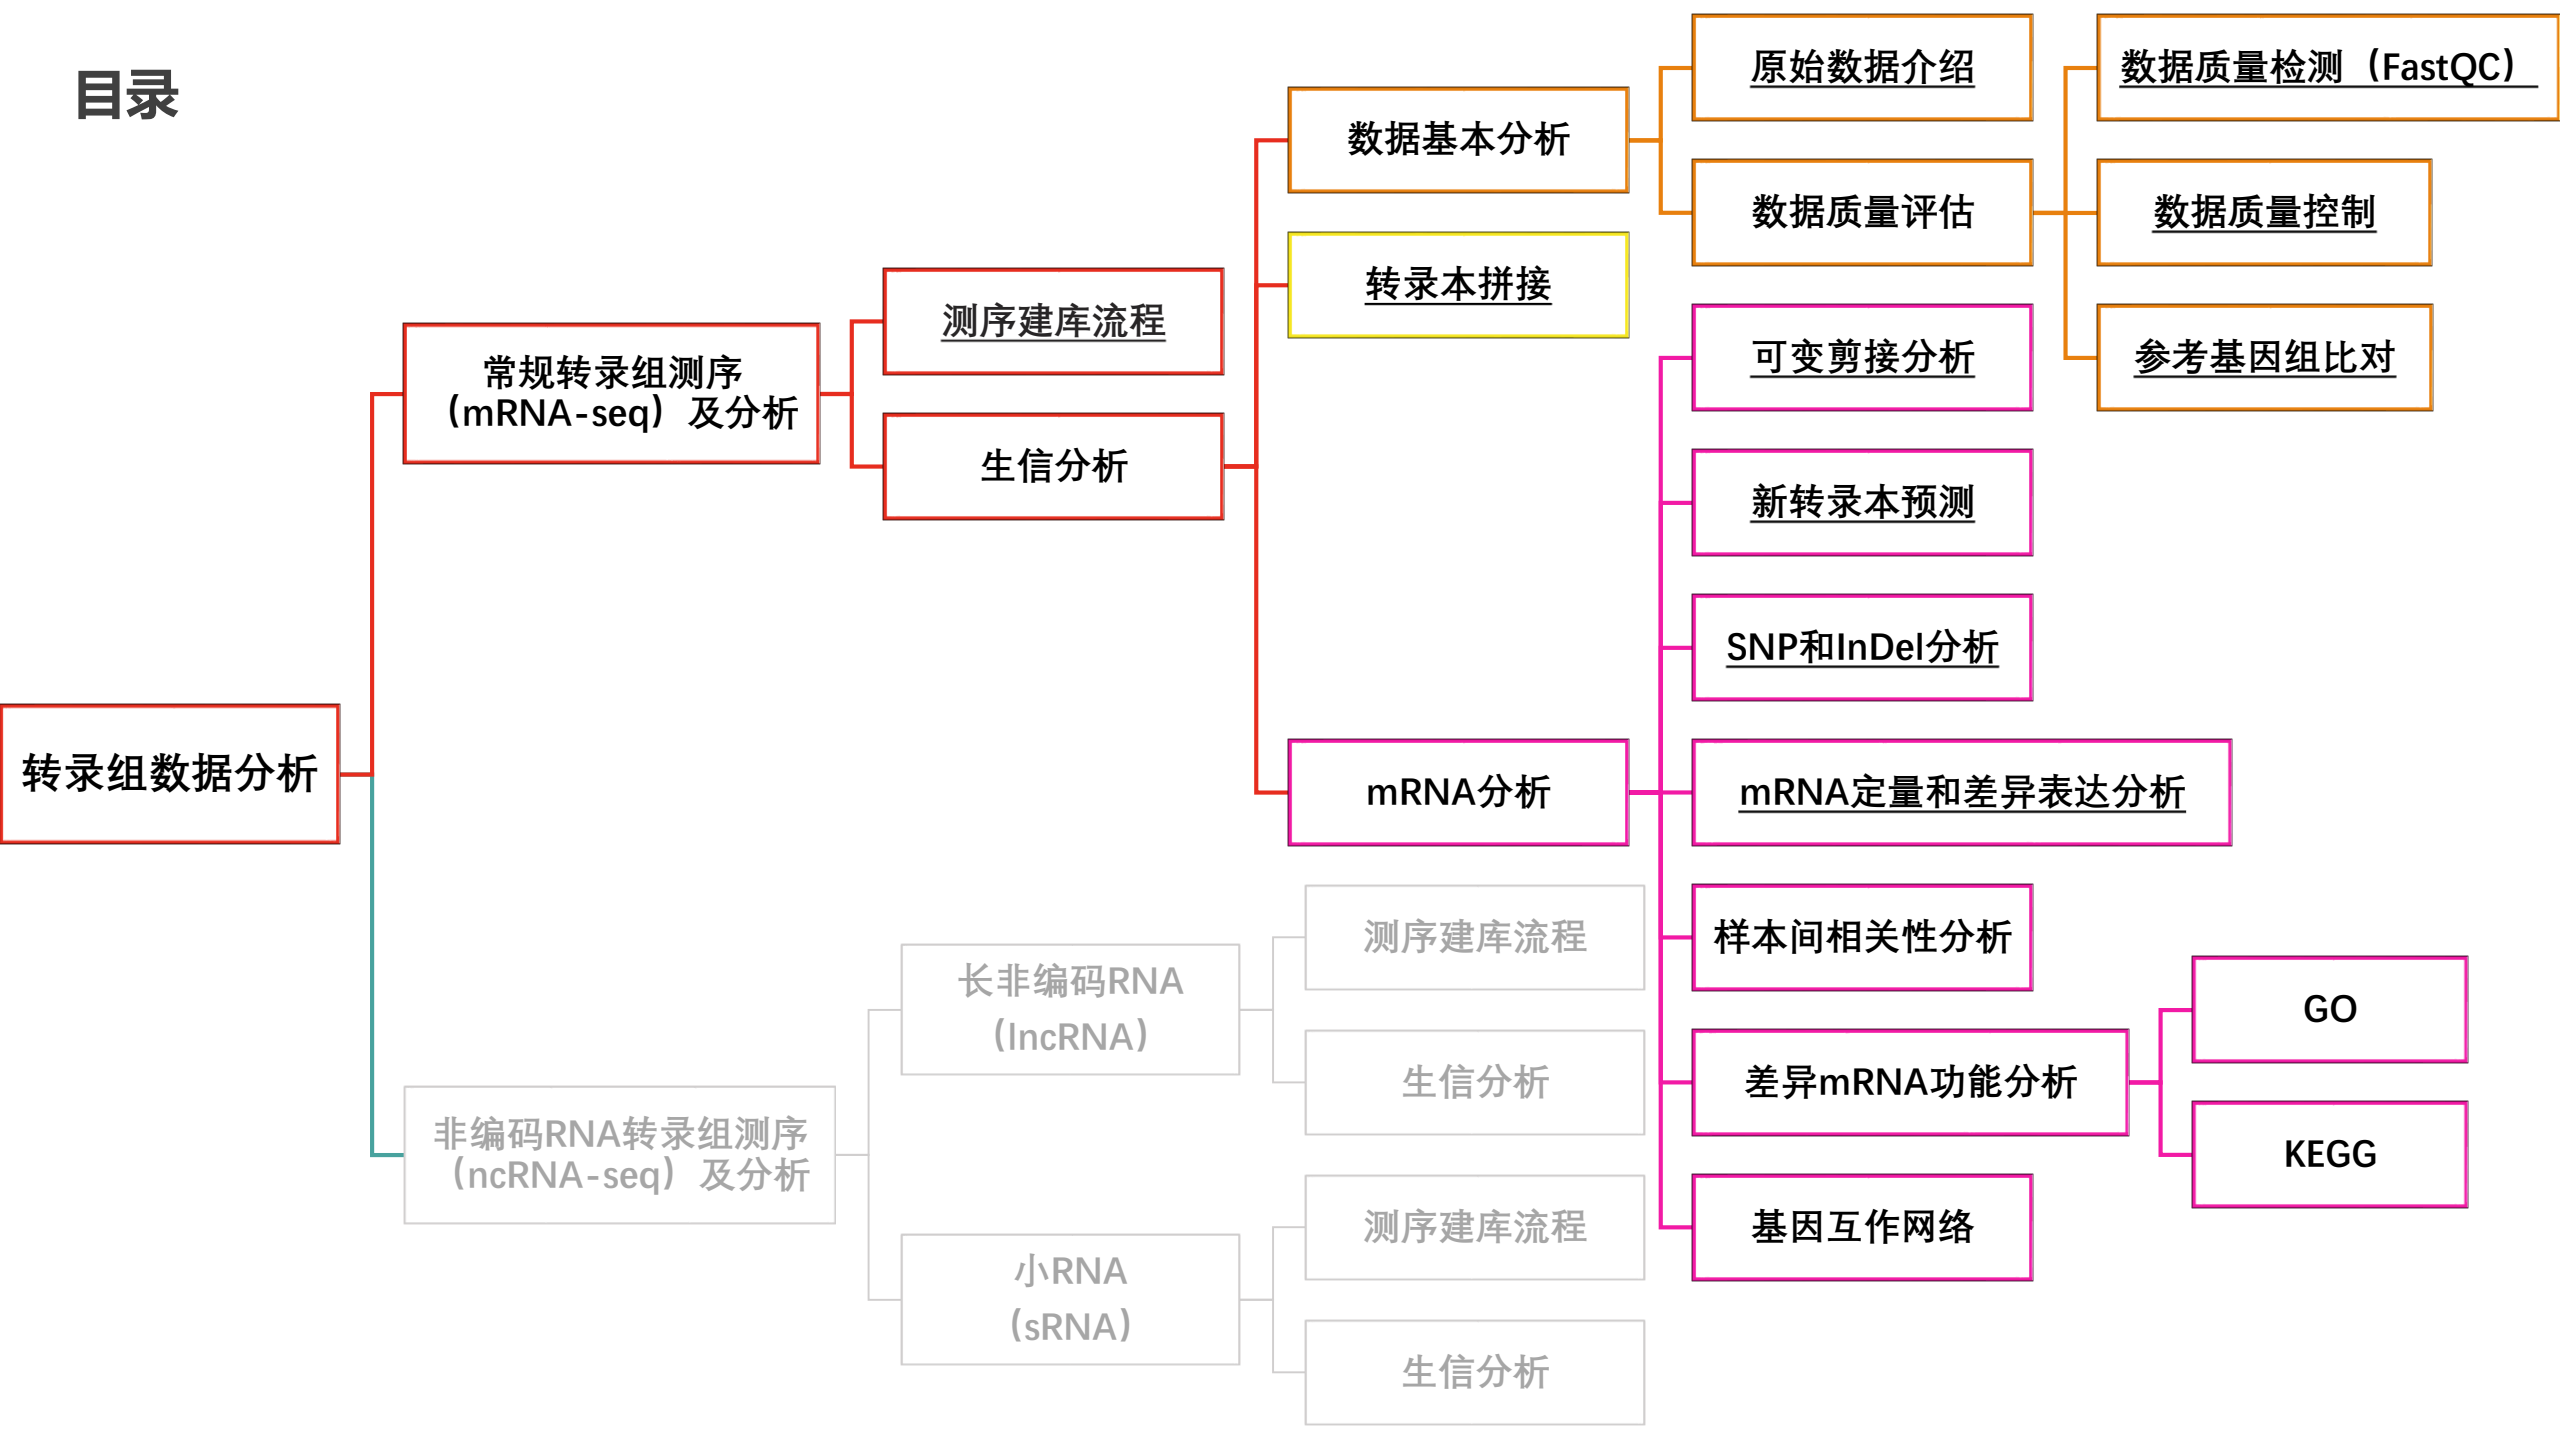 目录
转录组数据分析
常规转录组测序
（mRNA-seq）及分析
测序建库流程
生信分析
数据基本分析
原始数据介绍
数据质量评估
数据质量检测（FastQC）
数据质量控制
参考基因组比对
转录本拼接
mRNA分析
可变剪接分析
新转录本预测
SNP和InDel分析
mRNA定量和差异表达分析
样本间相关性分析
差异mRNA功能分析
GO
KEGG
基因互作网络
非编码RNA转录组测序
（ncRNA-seq）及分析
长非编码RNA
（lncRNA）
测序建库流程
生信分析
小RNA
（sRNA）
测序建库流程
生信分析